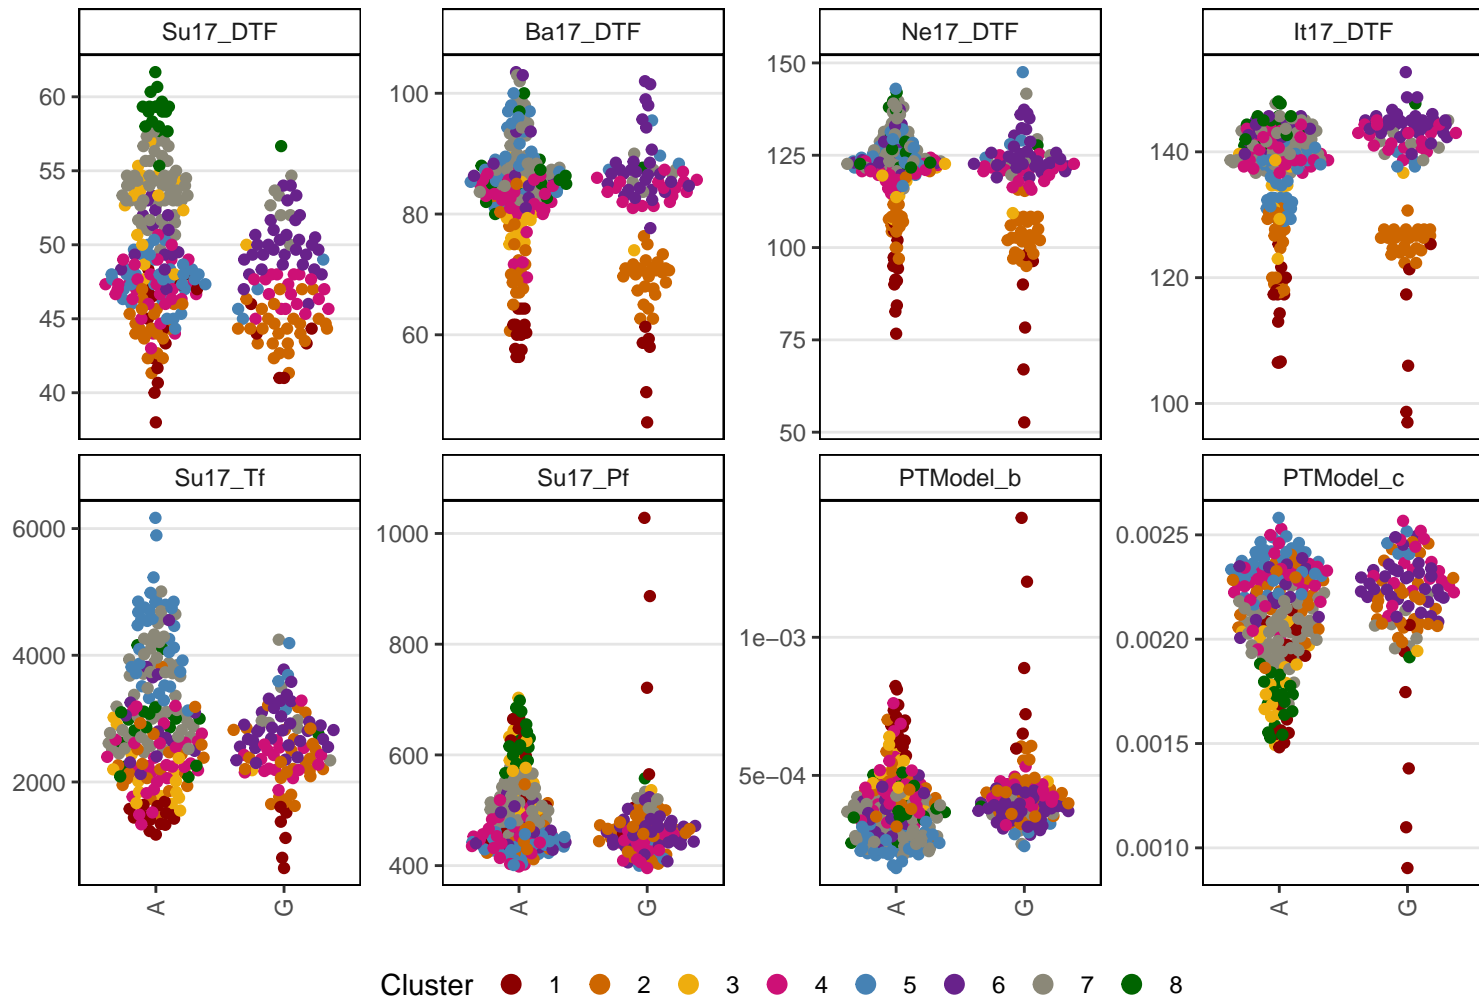 Su17_DTF Ba17_DTF Ne17_DTF It17_DTF
60 55 50 45 40
100 80 60
150 125 100 75 50
140 120 100
Su17_Tf Su17_Pf PTModel_b PTModel_c
6000 4000 2000
1000 800 600 400
1e−03 5e−04
0.0025 0.0020 0.0015 0.0010
A G A G A G A G
Cluster 1 2 3 4 5 6 7 8